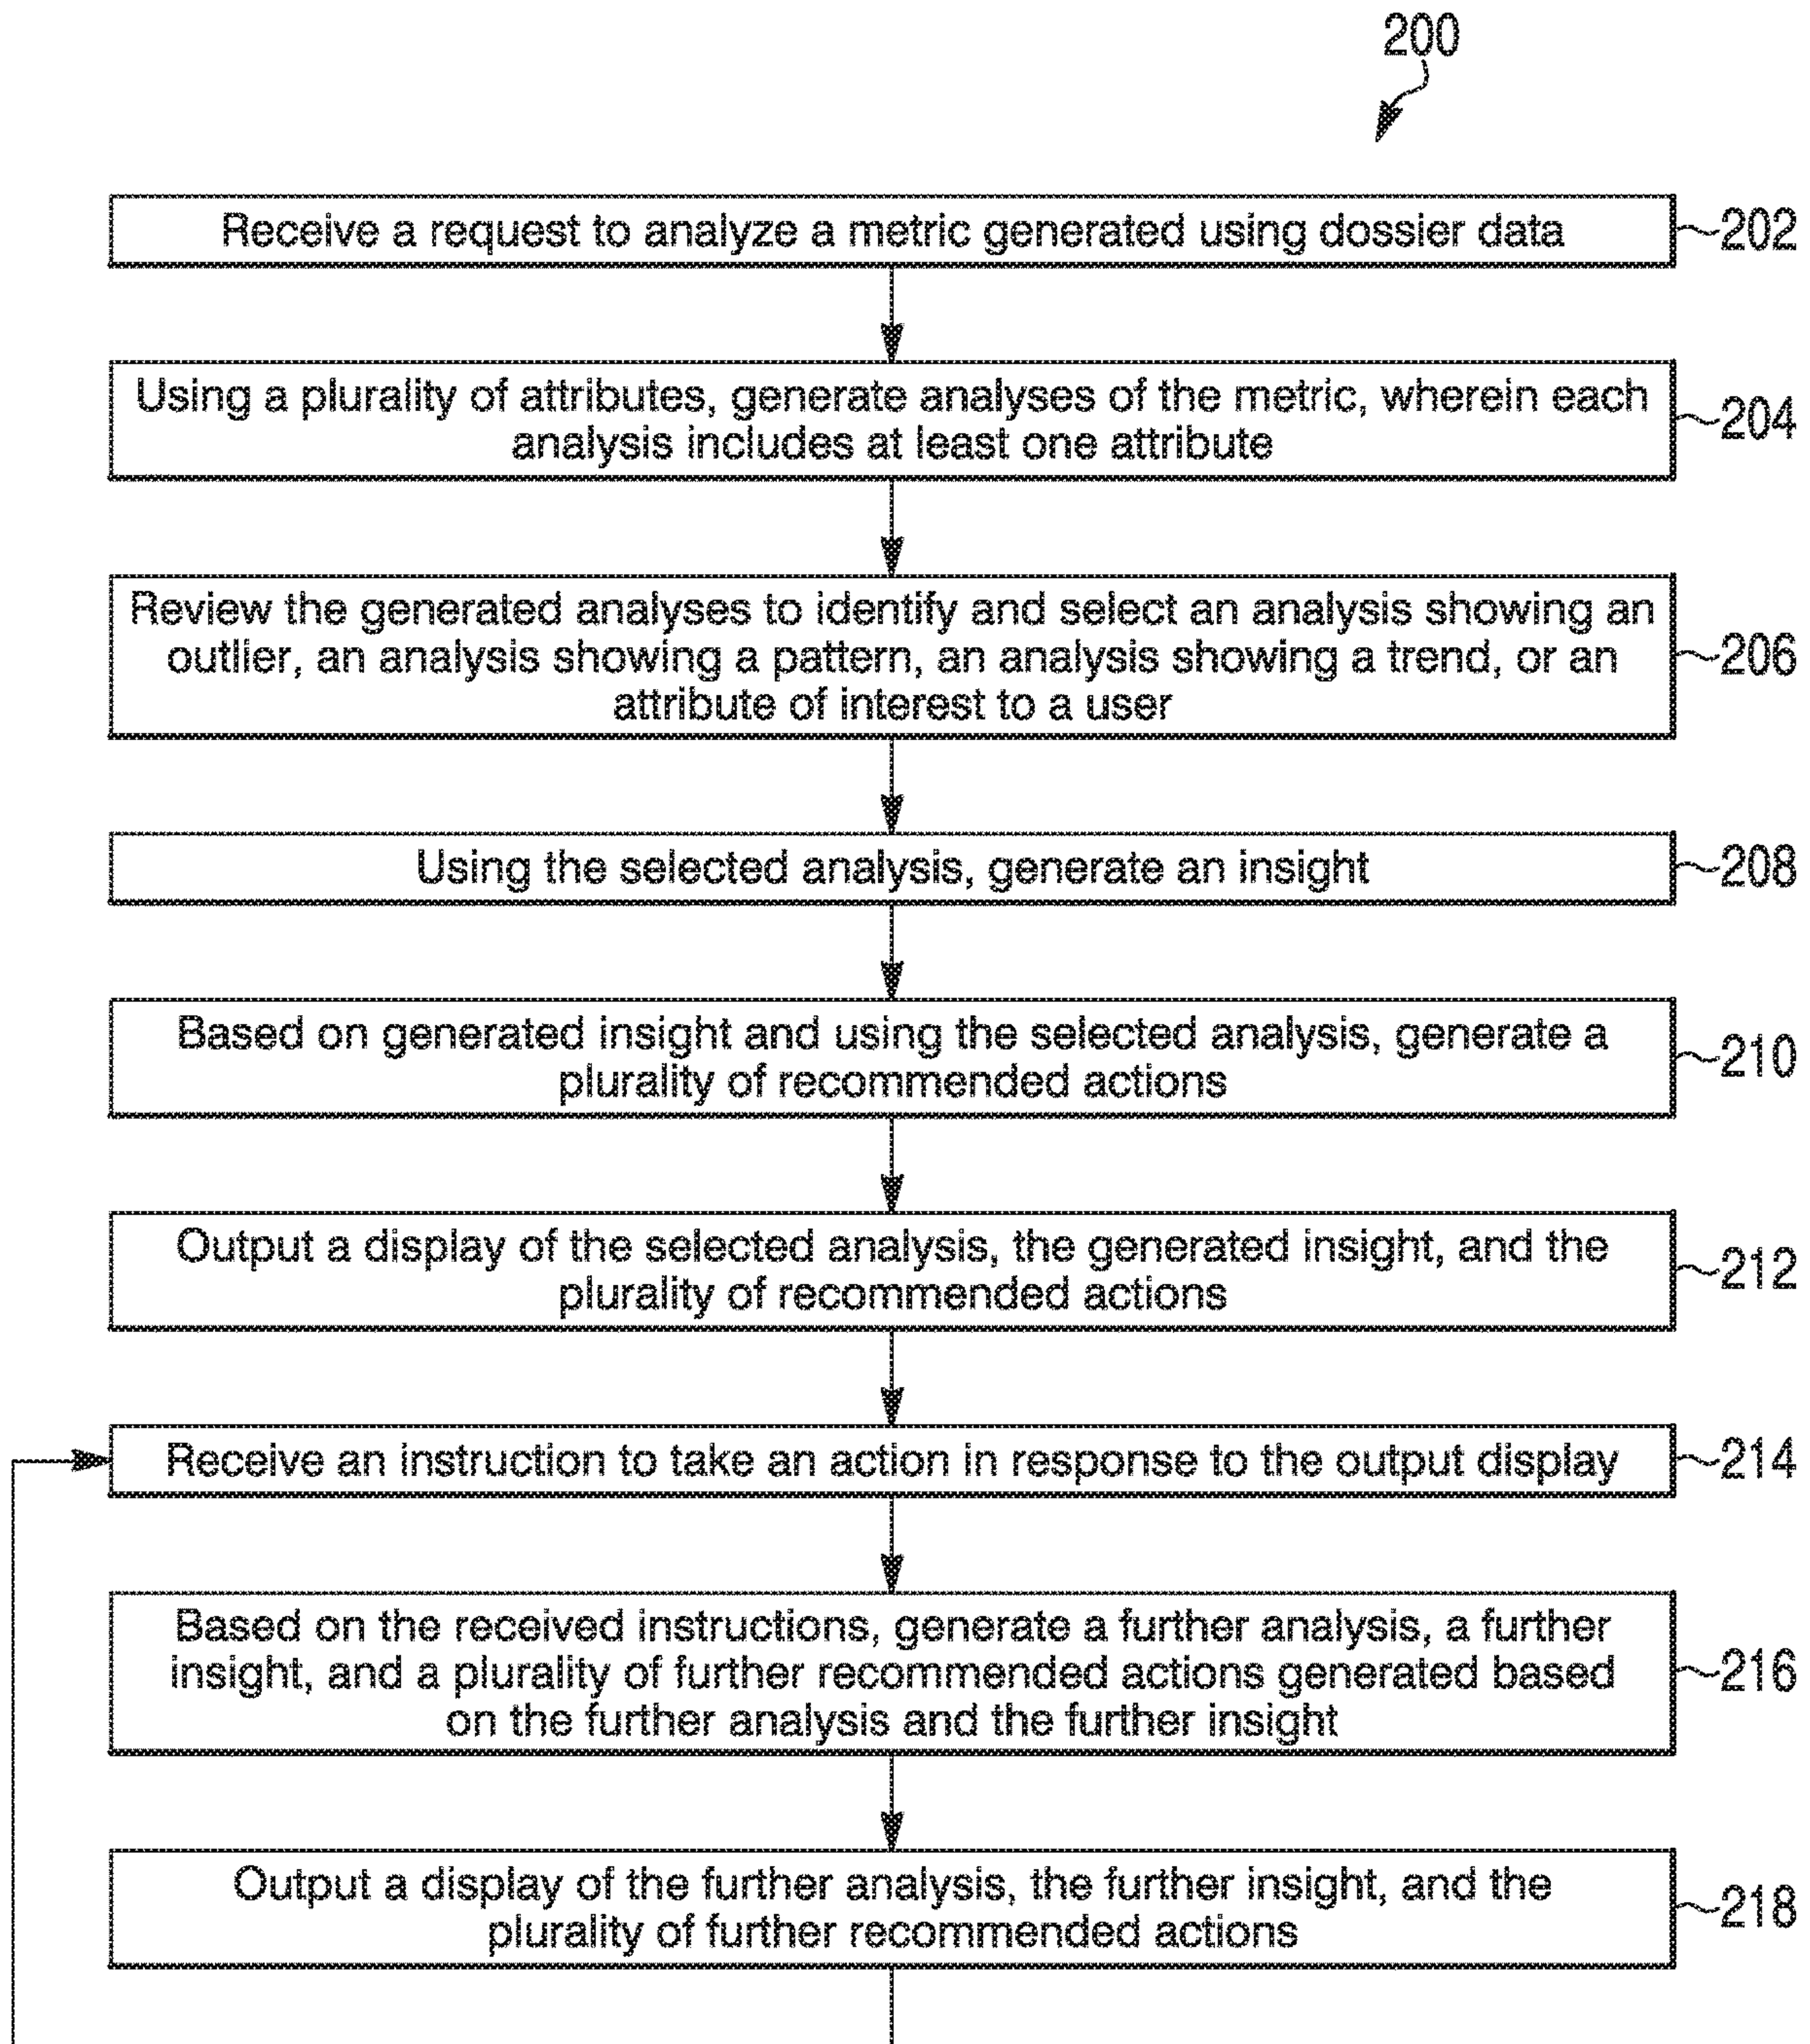 200
Receive a request to analyze a metric generated using dossier data
202
Using a plurality of attributes, generate analyses of the metric, wherein each
analysis includes at least one attribute
204
Review the generated analyses to identify and select an analysis showing an
outlier, an analysis showing a pattern, an analysis showing a trend, or an
attribute of interest to a user
206
Using the selected analysis, generate an insight
208
Based on generated insight and using the selected analysis, generate a
plurality of recommended actions
210
Output a display of the selected analysis, the generated insight, and the
plurality of recommended actions
212
Receive an instruction to take an action in response to the output display
214
Based on the received instructions, generate a further analysis, a further
insight, and a plurality of further recommended actions generated based
on the further analysis and the further insight
216
Output a display of the further analysis, the further insight, and the
plurality of further recommended actions
218